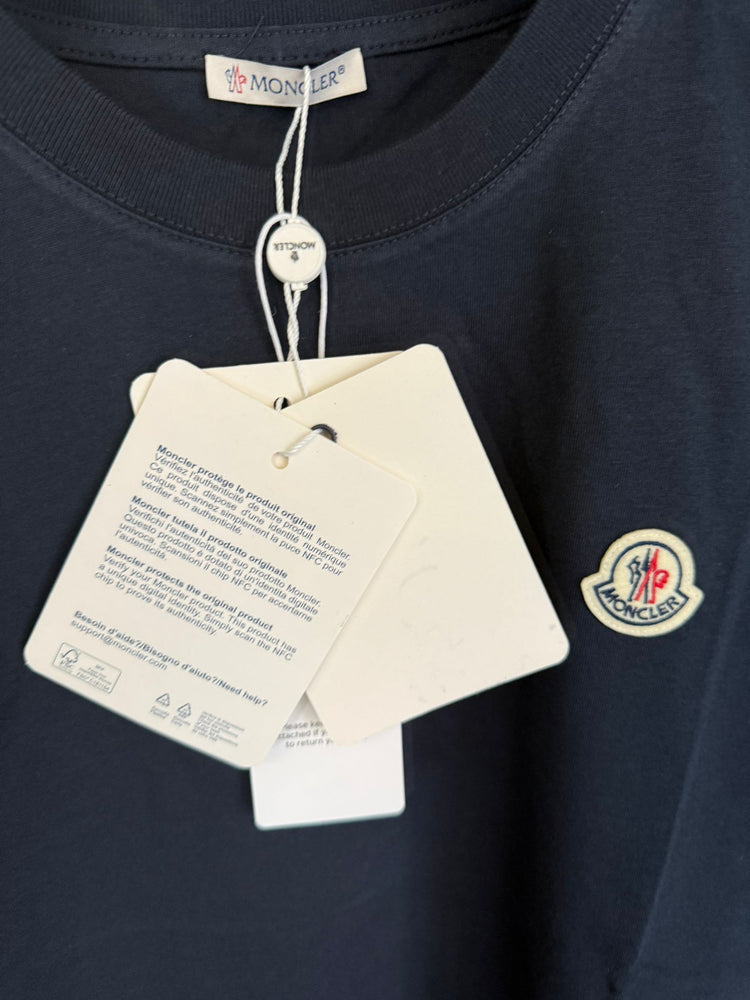 MONCLER®
MONCLER
Moncler protège le produit original
Vérifiez l'authenticité de votre produit Moncler
Ce produit dispose d'une identité numérique
unique. Scannez simplement la puce NFC pour
vérifier son authenticité.
Moncler tutela il prodotto originale
Verifichi l'autenticità del suo prodotto Moncler
Questo prodotto è dotato di un'identità digitale
univoca. Scansioni il chip NFC per accertarne
l'autenticità.
Moncler protects the original product
Verify your Moncler product. This product has
a unique digital identity. Simply scan the NFC
chip to prove its authenticity.
Besoin d'aide?/Bisogno d'aiuto?/Need help?
support@moncler.com
FSC
MONCLER
to return